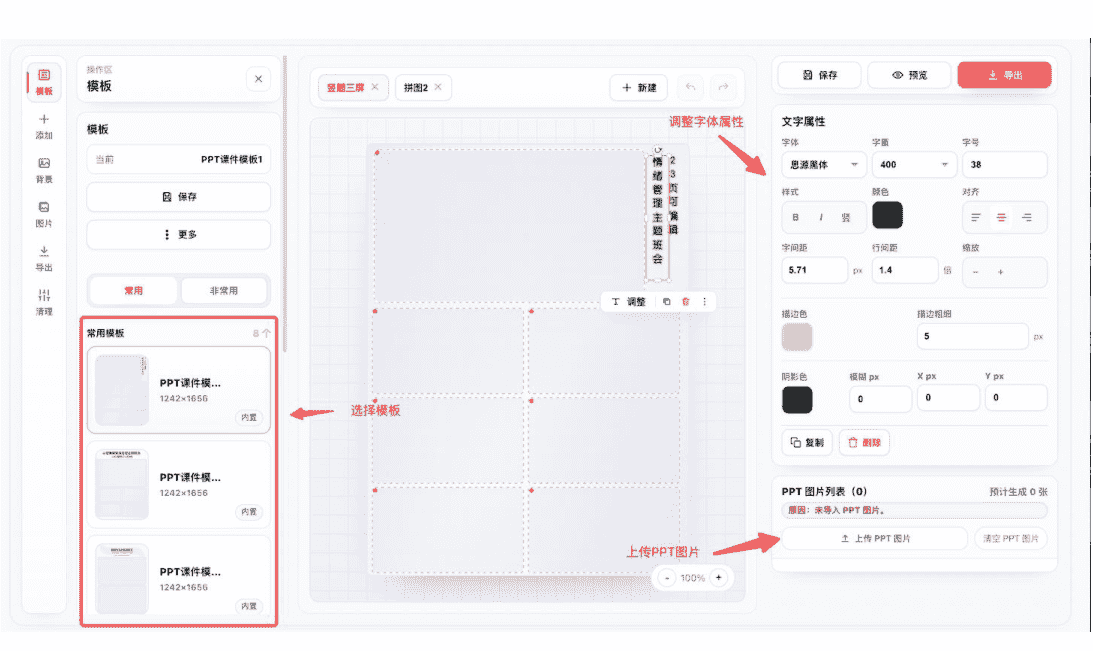 模板
添加
背景
图片
导出
清理
操作区
模板
模板
当前
PPT课件模板1
保存
更多
常用
非常用
常用模板
8 个
PPT课件模...
1242×1656
内置
PPT课件模...
1242×1656
内置
PPT课件模...
1242×1656
内置
选择模板
竖题三牌
拼图2
新建
调整字体属性
情绪管理主题班会
23页可编辑
调整
上传PPT图片
- 100% +
保存
预览
导出
文字属性
字体
字重
字号
思源黑体
400
38
样式
颜色
对齐
B I 竖
字间距
行间距
缩放
5.71 px
1.4 倍
- +
描边色
描边粗细
5 px
阴影色
模糊 px
X px
Y px
0
0
0
复制
删除
PPT 图片列表（0）
预计生成 0 张
原因：未导入 PPT 图片。
上传 PPT 图片
清空 PPT 图片